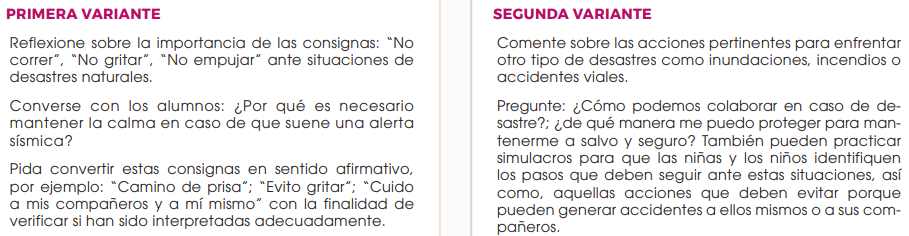 PRIMERA VARIANTE
Reflexione sobre la importancia de las consignas: “No
correr”, “No gritar”, “No empujar” ante situaciones de
desastres naturales.
Converse con los alumnos: ¿Por qué es necesario
mantener la calma en caso de que suene una alerta
sísmica?
Pida convertir estas consignas en sentido afirmativo,
por ejemplo: “Camino de prisa”; “Evito gritar”; “Cuido
a mis compañeros y a mí mismo” con la finalidad de
verificar si han sido interpretadas adecuadamente.
SEGUNDA VARIANTE
Comente sobre las acciones pertinentes para enfrentar
otro tipo de desastres como inundaciones, incendios o
accidentes viales.
Pregunte: ¿Cómo podemos colaborar en caso de de-
sastre?; ¿de qué manera me puedo proteger para man-
tenerme a salvo y seguro? También pueden practicar
simulacros para que las niñas y los niños identifiquen
los pasos que deben seguir ante estas situaciones, así
como, aquellas acciones que deben evitar porque
pueden generar accidentes a ellos mismos o a sus com-
pañeros.